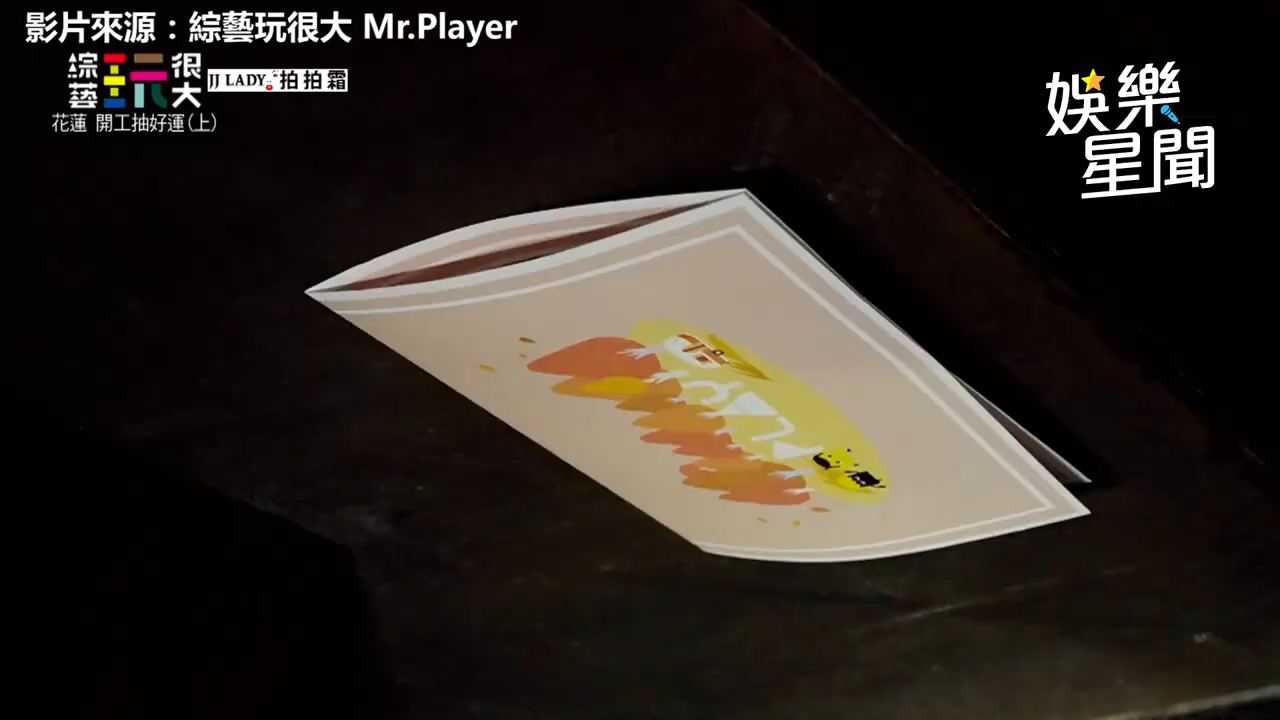 影片來源：綜藝玩很大 Mr.Player
綜藝玩很大
JJ LADY 拍拍霜
花蓮 開工抽好運(上)
娛樂
星聞